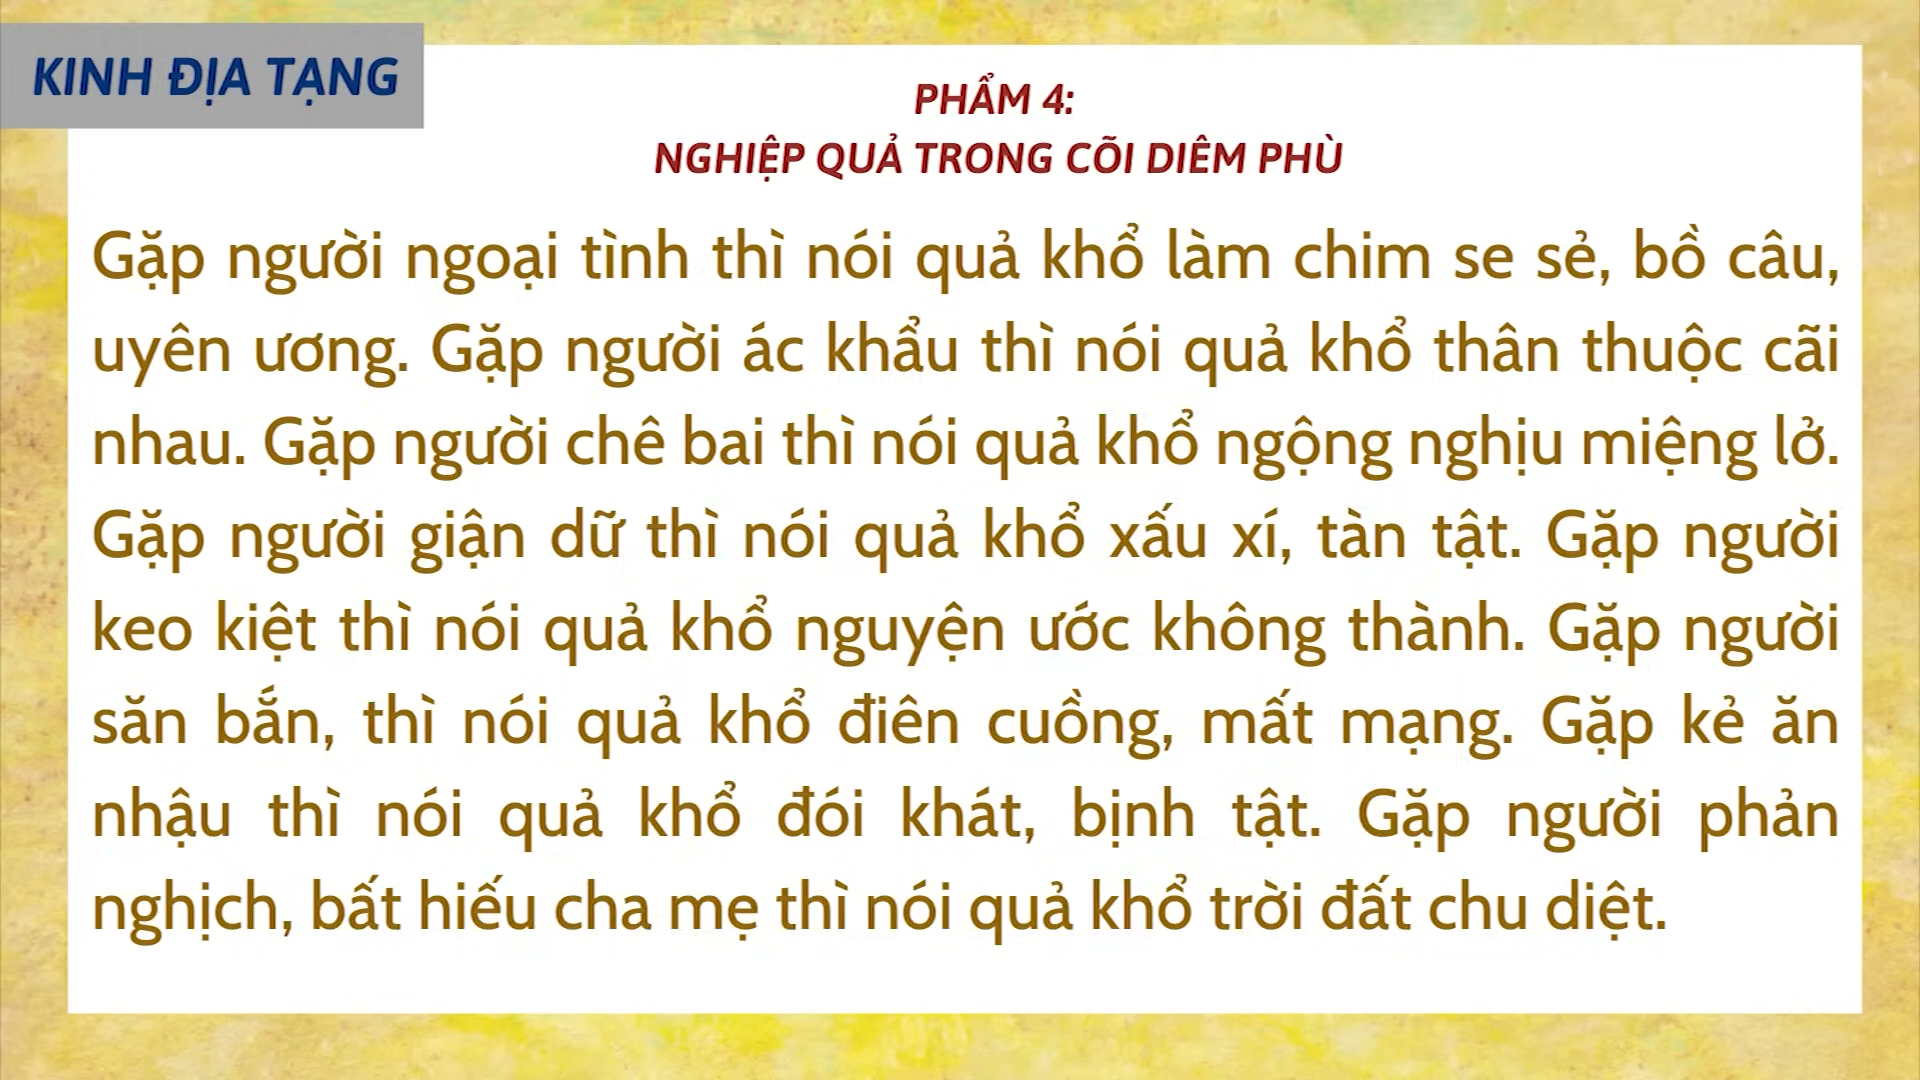 KINH ĐỊA TẠNG
PHẨM 4:
NGHIỆP QUẢ TRONG CÕI DIÊM PHÙ
Gặp người ngoại tình thì nói quả khổ làm chim se sẻ, bồ câu,
uyên ương. Gặp người ác khẩu thì nói quả khổ thân thuộc cãi
nhau. Gặp người chê bai thì nói quả khổ ngộng nghịu miệng lở.
Gặp người giận dữ thì nói quả khổ xấu xí, tàn tật. Gặp người
keo kiệt thì nói quả khổ nguyện ước không thành. Gặp người
săn bắn, thì nói quả khổ điên cuồng, mất mạng. Gặp kẻ ăn
nhậu thì nói quả khổ đói khát, bịnh tật. Gặp người phản
nghịch, bất hiếu cha mẹ thì nói quả khổ trời đất chu diệt.